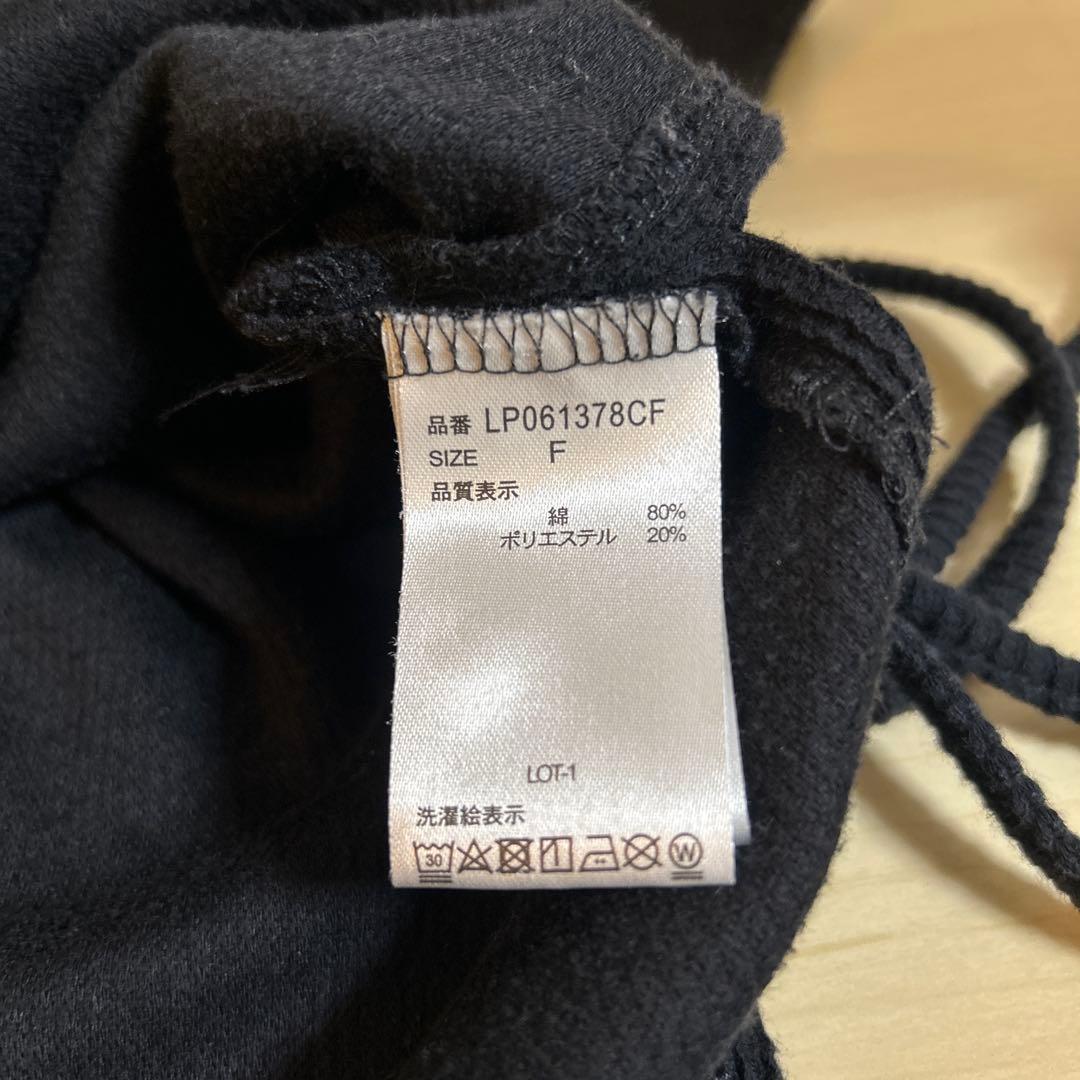 品番 LP061378CF
SIZE F
品質表示
綿 80%
ポリエステル 20%
LOT-1
洗濯絵表示
30 W